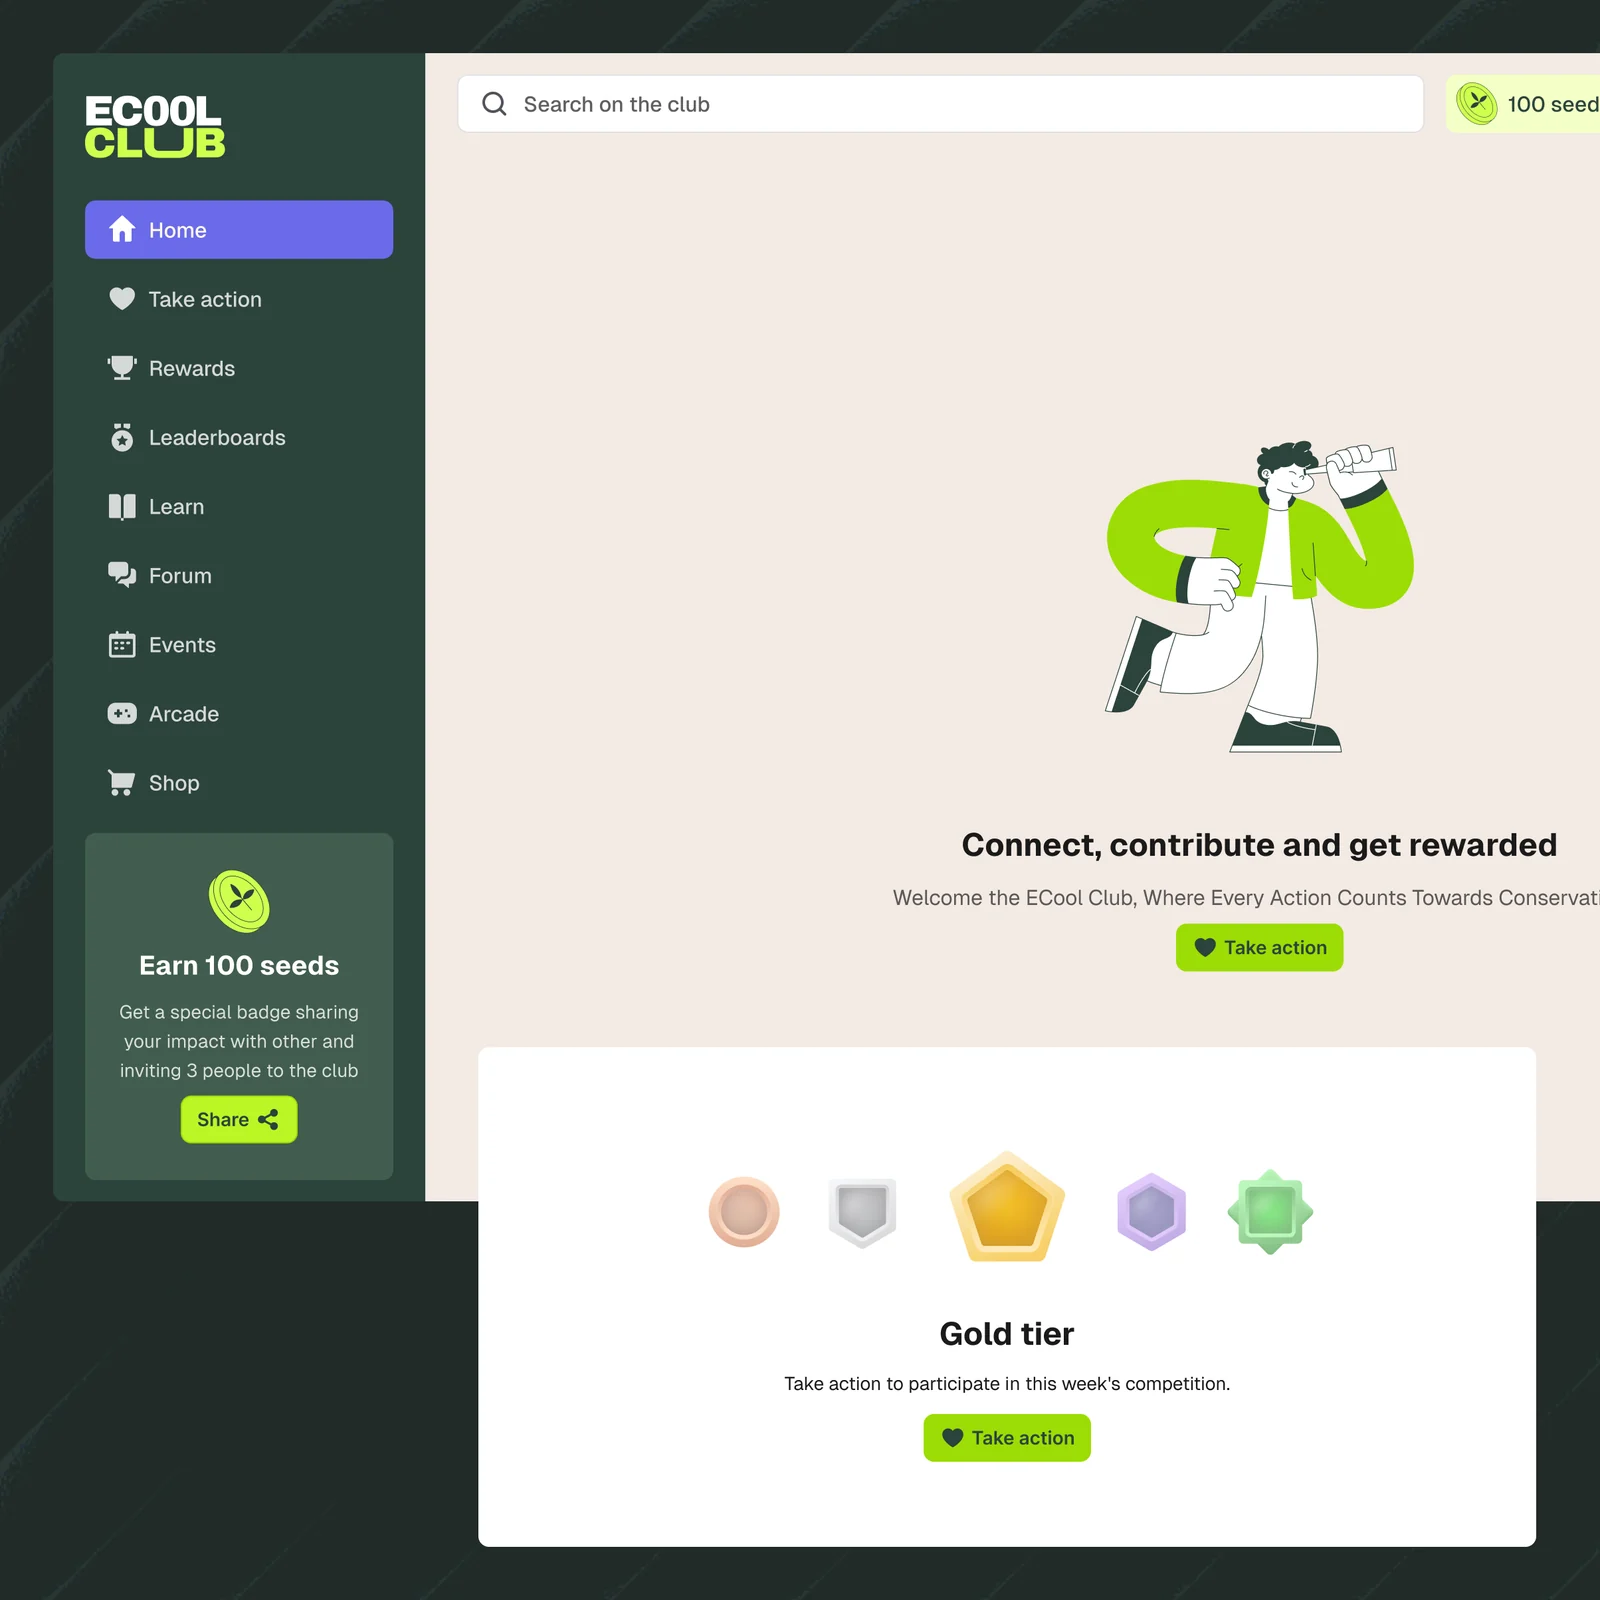 ECOOL
CLUB
Home
Take action
Rewards
Leaderboards
Learn
Forum
Events
Arcade
Shop
Earn 100 seeds
Get a special badge sharing
your impact with other and
inviting 3 people to the club
Share
Search on the club
100 seed
Connect, contribute and get rewarded
Welcome the ECool Club, Where Every Action Counts Towards Conservati
Take action
Gold tier
Take action to participate in this week's competition.
Take action